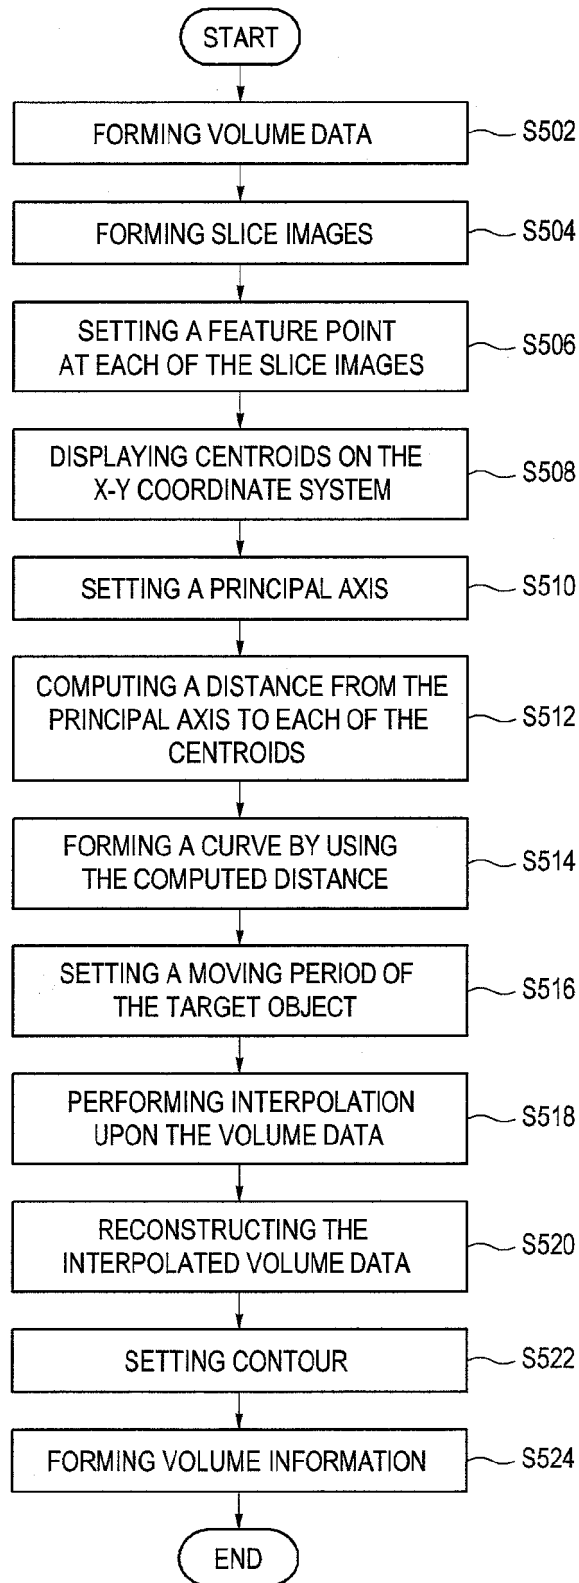 START
FORMING VOLUME DATA
S502
FORMING SLICE IMAGES
S504
SETTING A FEATURE POINT
AT EACH OF THE SLICE IMAGES
S506
DISPLAYING CENTROIDS ON THE
X-Y COORDINATE SYSTEM
S508
SETTING A PRINCIPAL AXIS
S510
COMPUTING A DISTANCE FROM THE
PRINCIPAL AXIS TO EACH OF THE
CENTROIDS
S512
FORMING A CURVE BY USING
THE COMPUTED DISTANCE
S514
SETTING A MOVING PERIOD OF
THE TARGET OBJECT
S516
PERFORMING INTERPOLATION
UPON THE VOLUME DATA
S518
RECONSTRUCTING THE
INTERPOLATED VOLUME DATA
S520
SETTING CONTOUR
S522
FORMING VOLUME INFORMATION
S524
END